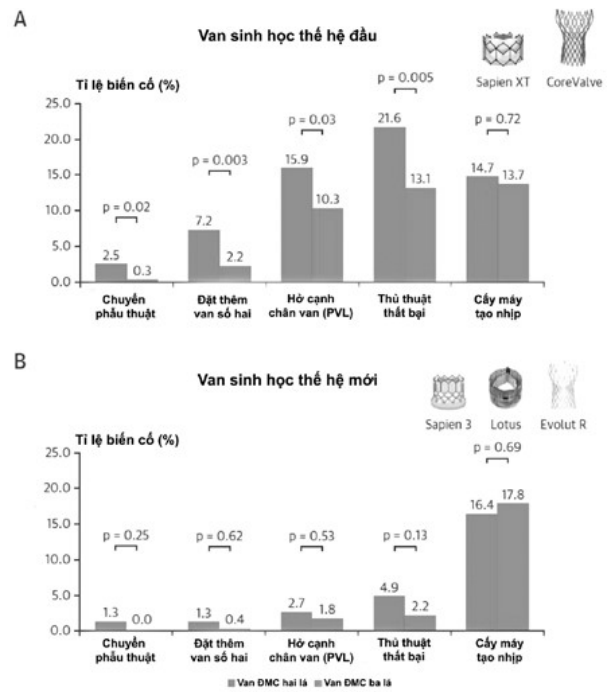 A
Van sinh học thế hệ đầu
Sapien XT CoreValve
Tỉ lệ biến cố (%)
25.0
20.0
15.0
10.0
5.0
0.0
p = 0.02
p = 0.003
p = 0.03
p = 0.005
p = 0.72
2.5 0.3
7.2 2.2
15.9 10.3
21.6 13.1
14.7 13.7
Chuyển
phẫu thuật
Đặt thêm
van số hai
Hở cạnh
chân van (PVL)
Thủ thuật
thất bại
Cấy máy
tạo nhịp
B
Van sinh học thế hệ mới
Sapien 3 Lotus Evolut R
Tỉ lệ biến cố (%)
25.0
20.0
15.0
10.0
5.0
0.0
p = 0.25
p = 0.62
p = 0.53
p = 0.13
p = 0.69
1.3 0.0
1.3 0.4
2.7 1.8
4.9 2.2
16.4 17.8
Chuyển
phẫu thuật
Đặt thêm
van số hai
Hở cạnh
chân van (PVL)
Thủ thuật
thất bại
Cấy máy
tạo nhịp
Van ĐMC hai lá Van ĐMC ba lá